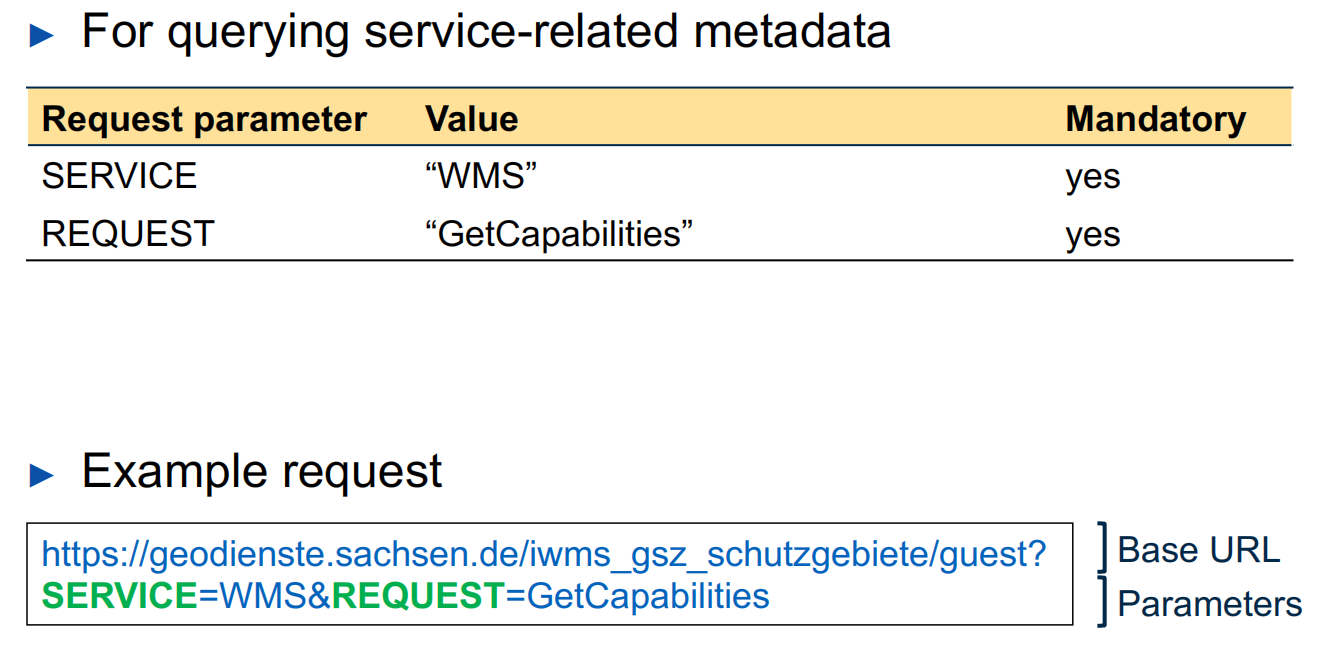 ► For querying service-related metadata
Request parameter Value Mandatory
SERVICE “WMS” yes
REQUEST “GetCapabilities” yes
► Example request
https://geodienste.sachsen.de/iwms_gsz_schutzgebiete/guest? Base URL
SERVICE=WMS&REQUEST=GetCapabilities Parameters